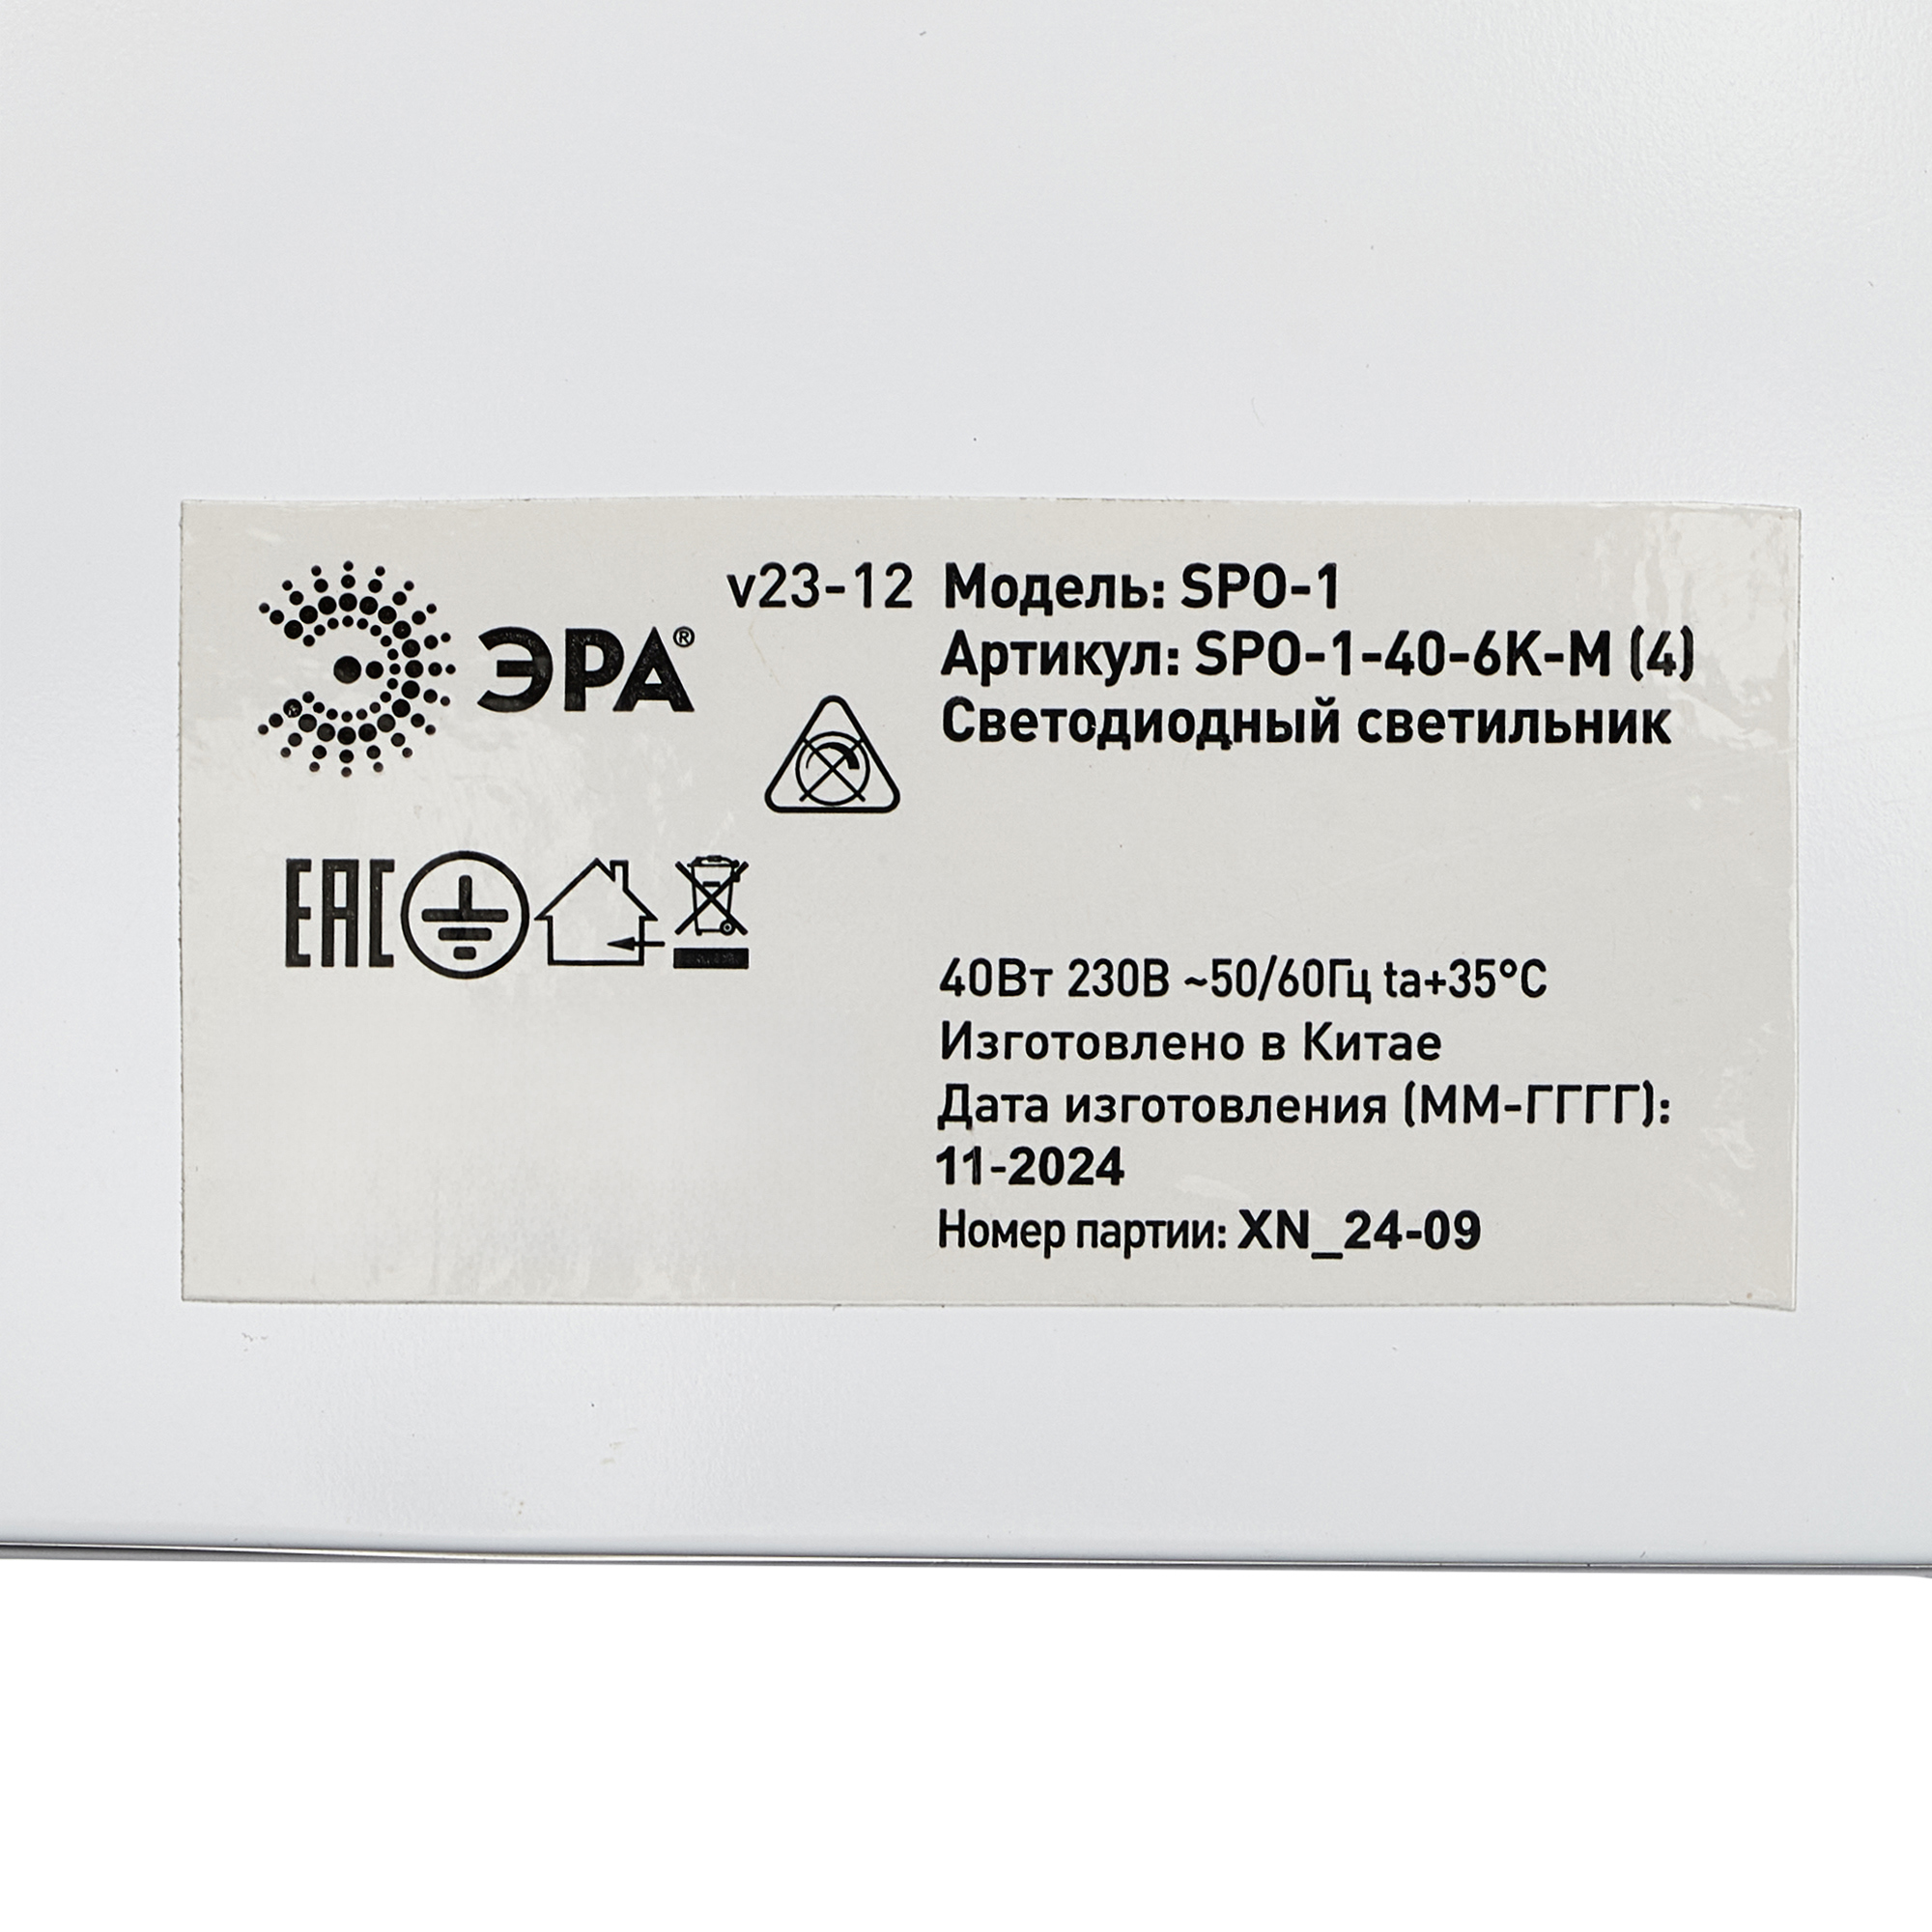 ЭРА®
v23-12
Модель: SPO-1
Артикул: SPO-1-40-6K-M (4)
Светодиодный светильник
EAC
40Вт 230В ~50/60Гц ta+35°C
Изготовлено в Китае
Дата изготовления (ММ-ГГГГ):
11-2024
Номер партии: XN_24-09